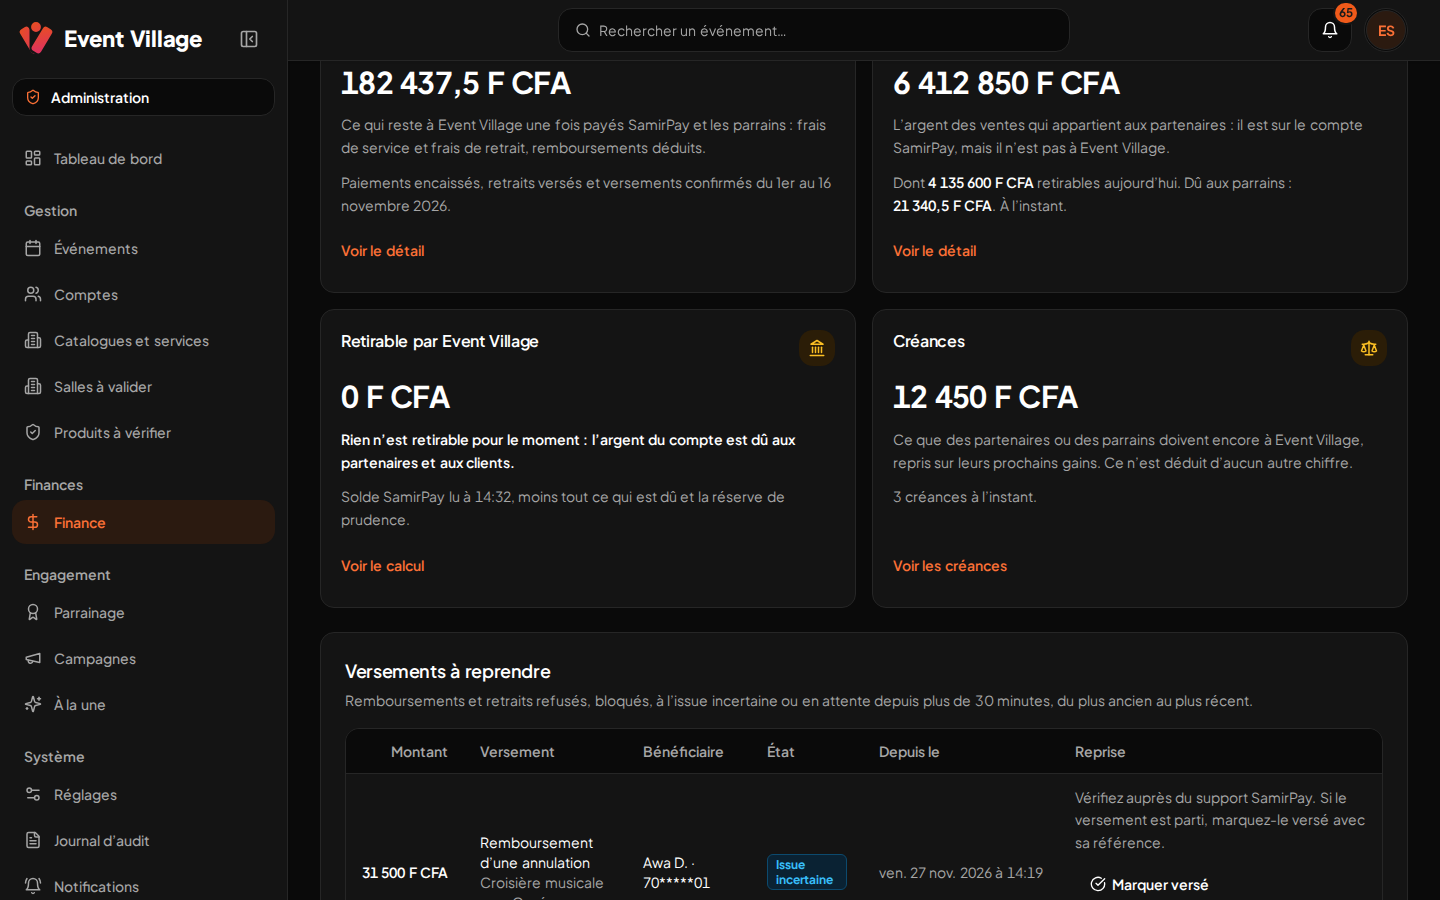 Event Village
Rechercher un événement...
65
ES
Administration
Tableau de bord
Gestion
Événements
Comptes
Catalogues et services
Salles à valider
Produits à vérifier
Finances
Finance
Engagement
Parrainage
Campagnes
À la une
Système
Réglages
Journal d'audit
Notifications
182 437,5 F CFA
Ce qui reste à Event Village une fois payés SamirPay et les parrains : frais
de service et frais de retrait, remboursements déduits.
Paiements encaissés, retraits versés et versements confirmés du 1er au 16
novembre 2026.
Voir le détail
6 412 850 F CFA
L'argent des ventes qui appartient aux partenaires : il est sur le compte
SamirPay, mais il n'est pas à Event Village.
Dont 4 135 600 F CFA retirables aujourd'hui. Dû aux parrains :
21 340,5 F CFA. À l'instant.
Voir le détail
Retirable par Event Village
0 F CFA
Rien n'est retirable pour le moment : l'argent du compte est dû aux
partenaires et aux clients.
Solde SamirPay lu à 14:32, moins tout ce qui est dû et la réserve de
prudence.
Voir le calcul
Créances
12 450 F CFA
Ce que des partenaires ou des parrains doivent encore à Event Village,
repris sur leurs prochains gains. Ce n'est déduit d'aucun autre chiffre.
3 créances à l'instant.
Voir les créances
Versements à reprendre
Remboursements et retraits refusés, bloqués, à l'issue incertaine ou en attente depuis plus de 30 minutes, du plus ancien au plus récent.
Montant Versement Bénéficiaire État Depuis le Reprise
31 500 F CFA
Remboursement
d'une annulation
Croisière musicale
Awa D. ·
70*****01
Issue
incertaine
ven. 27 nov. 2026 à 14:19
Vérifiez auprès du support SamirPay. Si le
versement est parti, marquez-le versé avec
sa référence.
Marquer versé